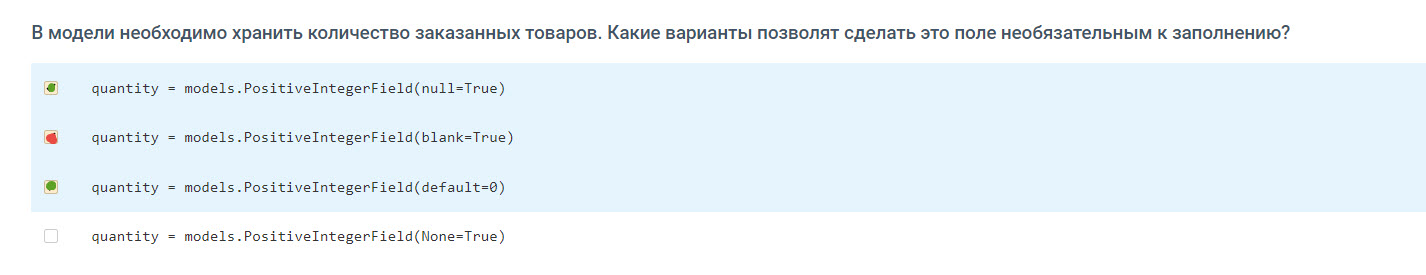 В модели необходимо хранить количество заказанных товаров. Какие варианты позволят сделать это поле необязательным к заполнению?
quantity = models.PositiveIntegerField(null=True)
quantity = models.PositiveIntegerField(blank=True)
quantity = models.PositiveIntegerField(default=0)
quantity = models.PositiveIntegerField(None=True)